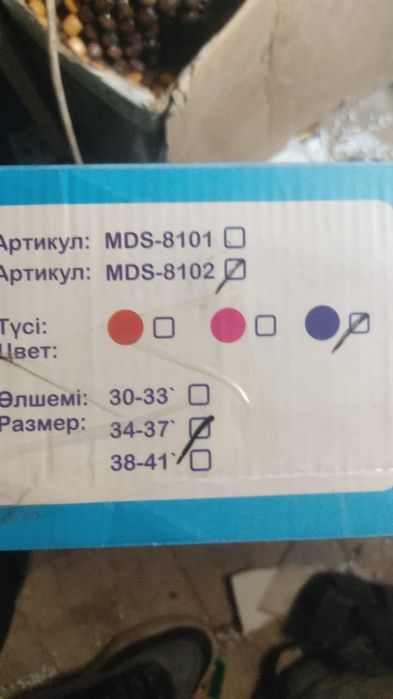 Артикул: MDS-8101
Артикул: MDS-8102
Түсі:
Цвет:
Өлшемі: 30-33`
Размер: 34-37`
38-41`